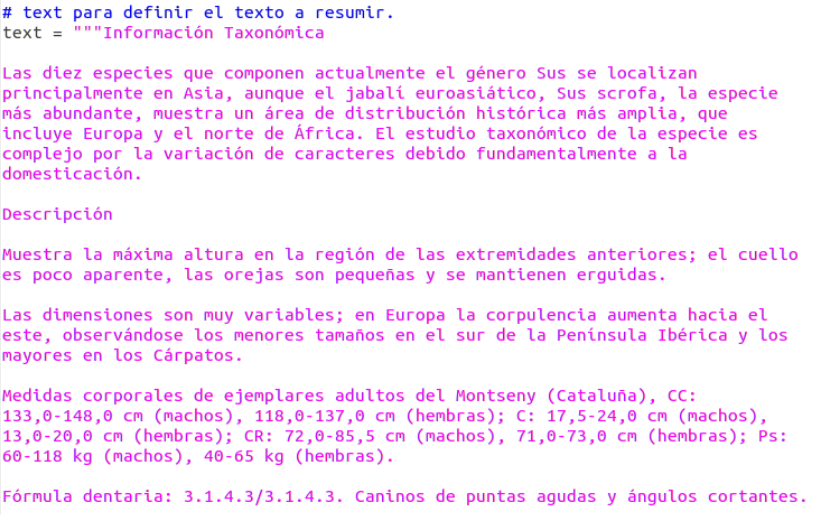 # text para definir el texto a resumir.
text = """Información Taxonómica
Las diez especies que componen actualmente el género Sus se localizan
principalmente en Asia, aunque el jabalí euroasiático, Sus scrofa, la especie
más abundante, muestra un área de distribución histórica más amplia, que
incluye Europa y el norte de África. El estudio taxonómico de la especie es
complejo por la variación de caracteres debido fundamentalmente a la
domesticación.
Descripción
Muestra la máxima altura en la región de las extremidades anteriores; el cuello
es poco aparente, las orejas son pequeñas y se mantienen erguidas.
Las dimensiones son muy variables; en Europa la corpulencia aumenta hacia el
este, observándose los menores tamaños en el sur de la Península Ibérica y los
mayores en los Cárpatos.
Medidas corporales de ejemplares adultos del Montseny (Cataluña), CC:
133,0-148,0 cm (machos), 118,0-137,0 cm (hembras); C: 17,5-24,0 cm (machos),
13,0-20,0 cm (hembras); CR: 72,0-85,5 cm (machos), 71,0-73,0 cm (hembras); Ps:
60-118 kg (machos), 40-65 kg (hembras).
Fórmula dentaria: 3.1.4.3/3.1.4.3. Caninos de puntas agudas y ángulos cortantes.